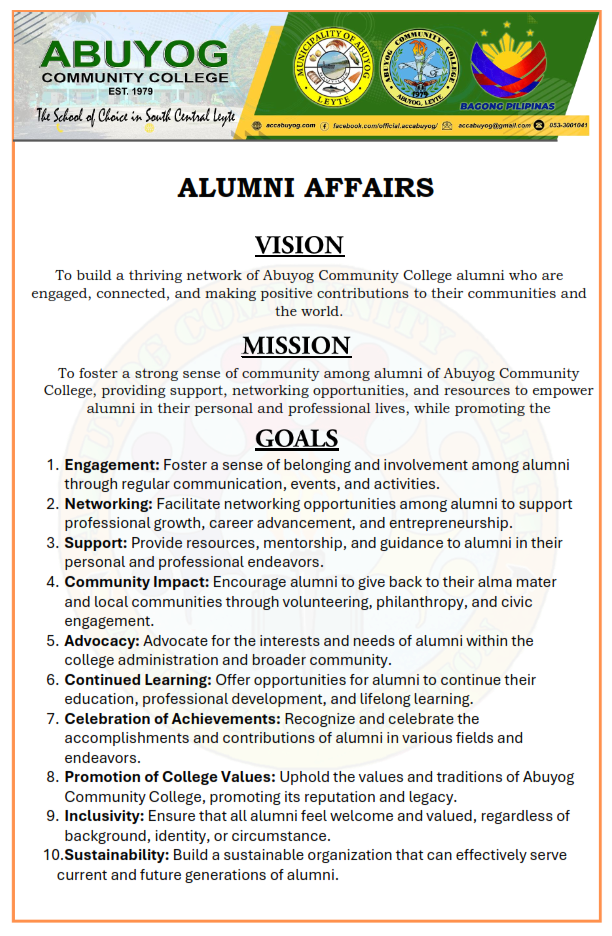 ABUYOG
COMMUNITY COLLEGE
EST. 1979
The School of Choice in South Central Leyte
MUNICIPALITY OF ABUYOG
LEYTE
ABUYOG COMMUNITY COLLEGE
1979
ABUYOG, LEYTE
BAGONG PILIPINAS
accabuyog.com
facebook.com/official.accabuyog/
accabuyog@gmail.com
053-3001041
ALUMNI AFFAIRS
VISION
To build a thriving network of Abuyog Community College alumni who are
engaged, connected, and making positive contributions to their communities and
the world.
MISSION
To foster a strong sense of community among alumni of Abuyog Community
College, providing support, networking opportunities, and resources to empower
alumni in their personal and professional lives, while promoting the
GOALS
1. Engagement: Foster a sense of belonging and involvement among alumni
through regular communication, events, and activities.
2. Networking: Facilitate networking opportunities among alumni to support
professional growth, career advancement, and entrepreneurship.
3. Support: Provide resources, mentorship, and guidance to alumni in their
personal and professional endeavors.
4. Community Impact: Encourage alumni to give back to their alma mater
and local communities through volunteering, philanthropy, and civic
engagement.
5. Advocacy: Advocate for the interests and needs of alumni within the
college administration and broader community.
6. Continued Learning: Offer opportunities for alumni to continue their
education, professional development, and lifelong learning.
7. Celebration of Achievements: Recognize and celebrate the
accomplishments and contributions of alumni in various fields and
endeavors.
8. Promotion of College Values: Uphold the values and traditions of Abuyog
Community College, promoting its reputation and legacy.
9. Inclusivity: Ensure that all alumni feel welcome and valued, regardless of
background, identity, or circumstance.
10.Sustainability: Build a sustainable organization that can effectively serve
current and future generations of alumni.